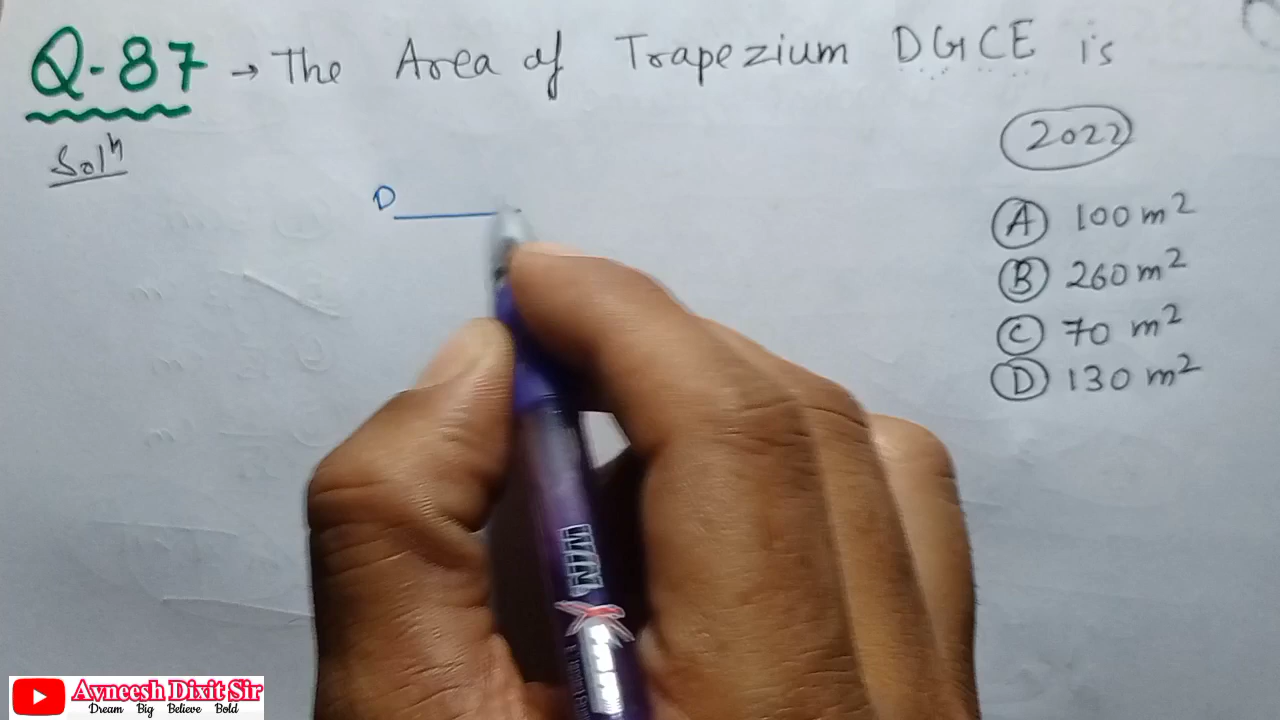 Q-87 → The Area of Trapezium DGCE is
Solⁿ
2022
D
A 100 m²
B 260 m²
C 70 m²
D 130 m²
WIN
Avneesh Dixit Sir
Dream Big Believe Bold